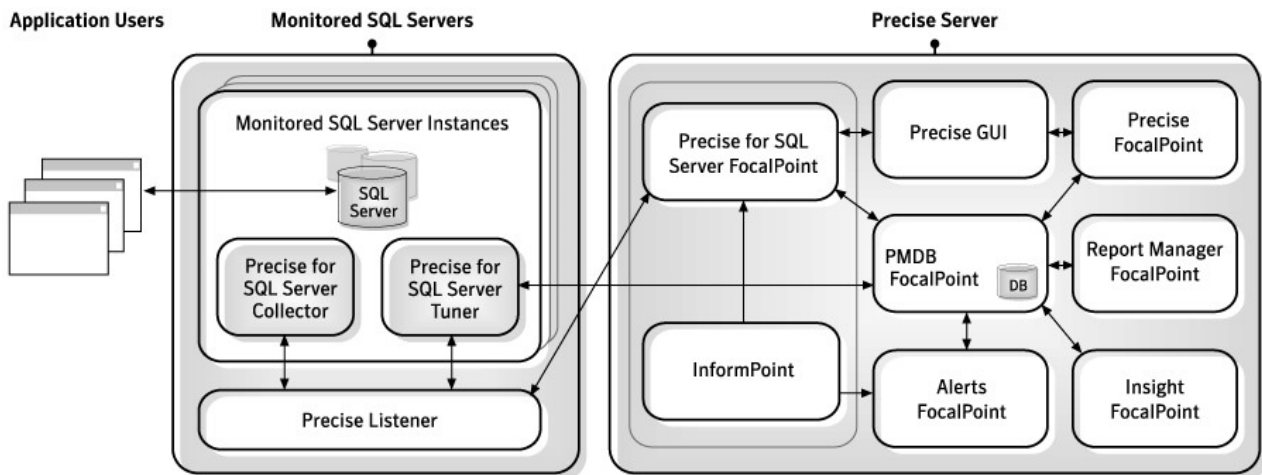 Application Users
Monitored SQL Servers
Precise Server
Monitored SQL Server Instances
SQL
Server
Precise for
SQL Server
Collector
Precise for
SQL Server
Tuner
Precise Listener
Precise for SQL
Server FocalPoint
Precise GUI
Precise
FocalPoint
PMDB
FocalPoint
DB
Report Manager
FocalPoint
InformPoint
Alerts
FocalPoint
Insight
FocalPoint